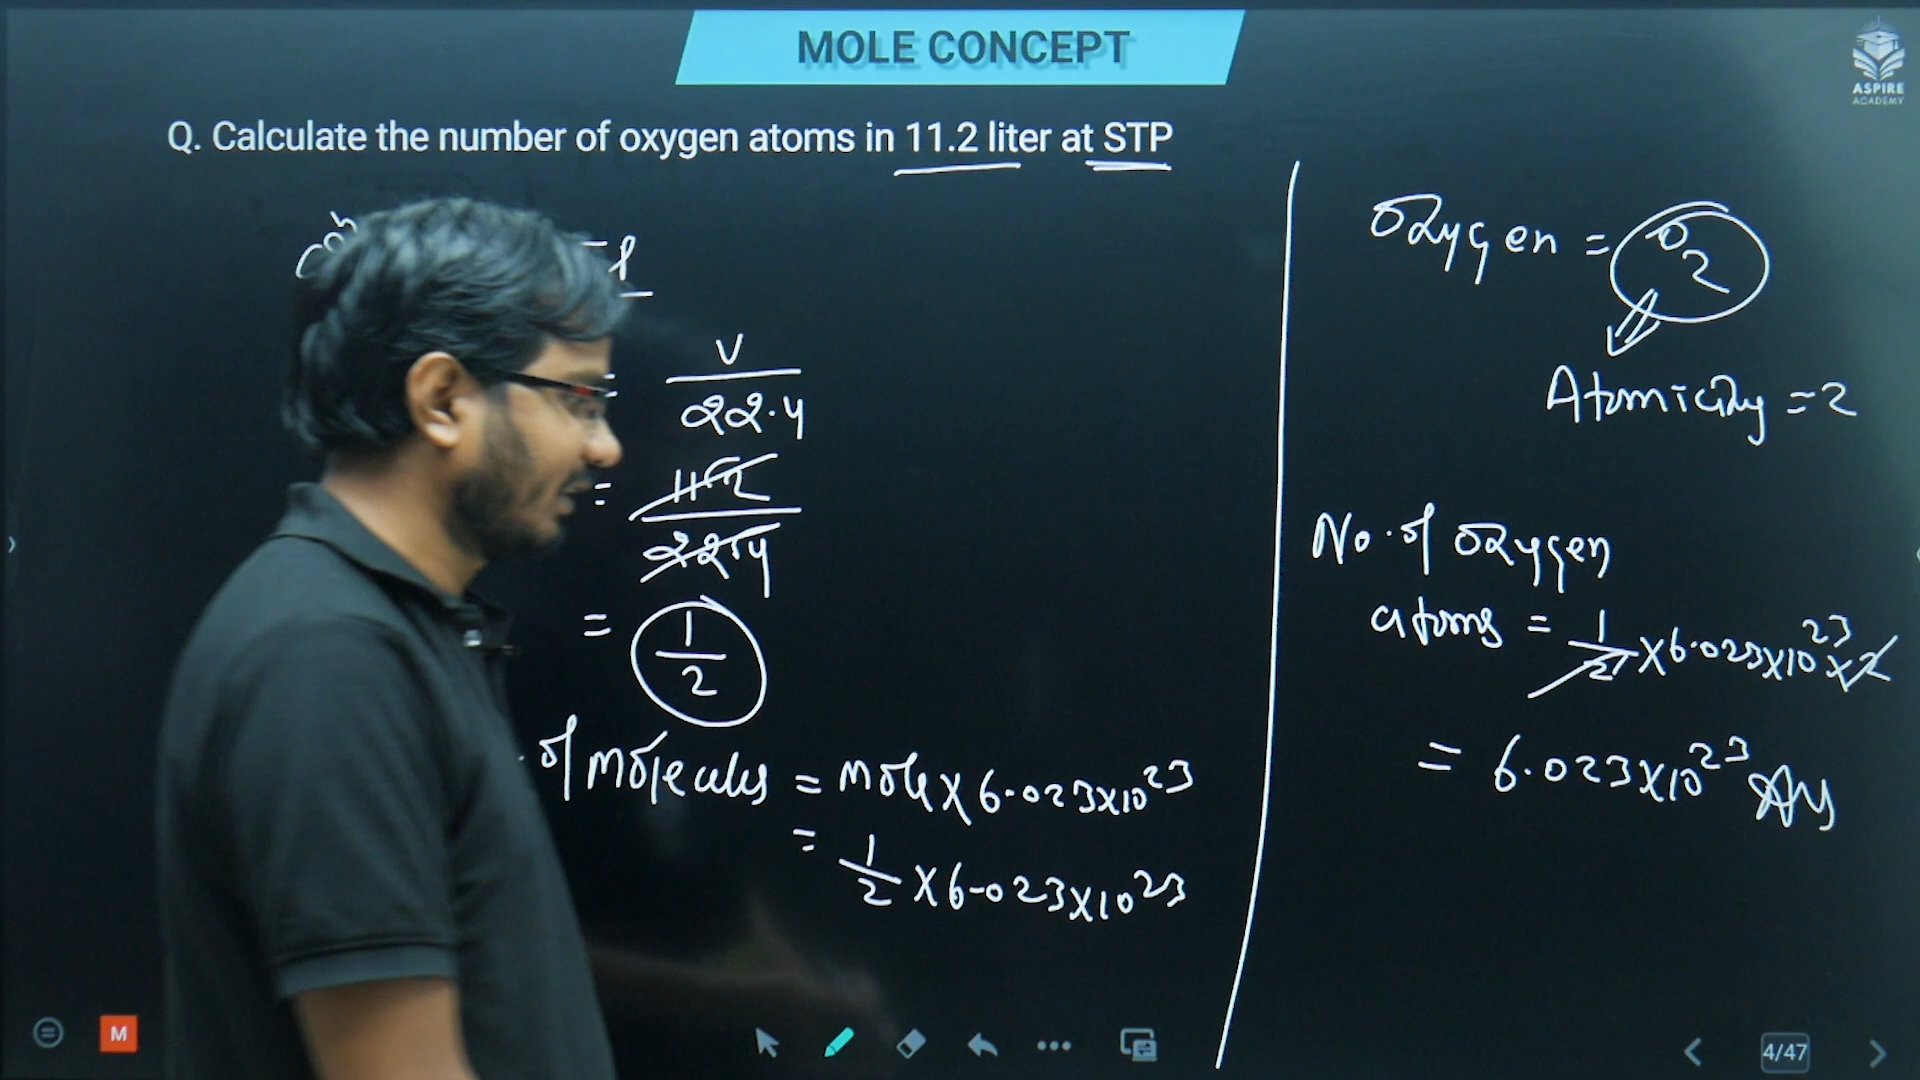 MOLE CONCEPT
ASPIRE
ACADEMY
Q. Calculate the number of oxygen atoms in 11.2 liter at STP
= V / 22.4
= 11.2 / 22.4
= 1/2
. of molecules = mole x 6.023x10^23
= 1/2 x 6.023x10^23
Oxygen = O2
Atomicity = 2
No. of oxygen
atoms = 1/2 x 6.023x10^23 x 2
= 6.023x10^23 Ans
M
4/47